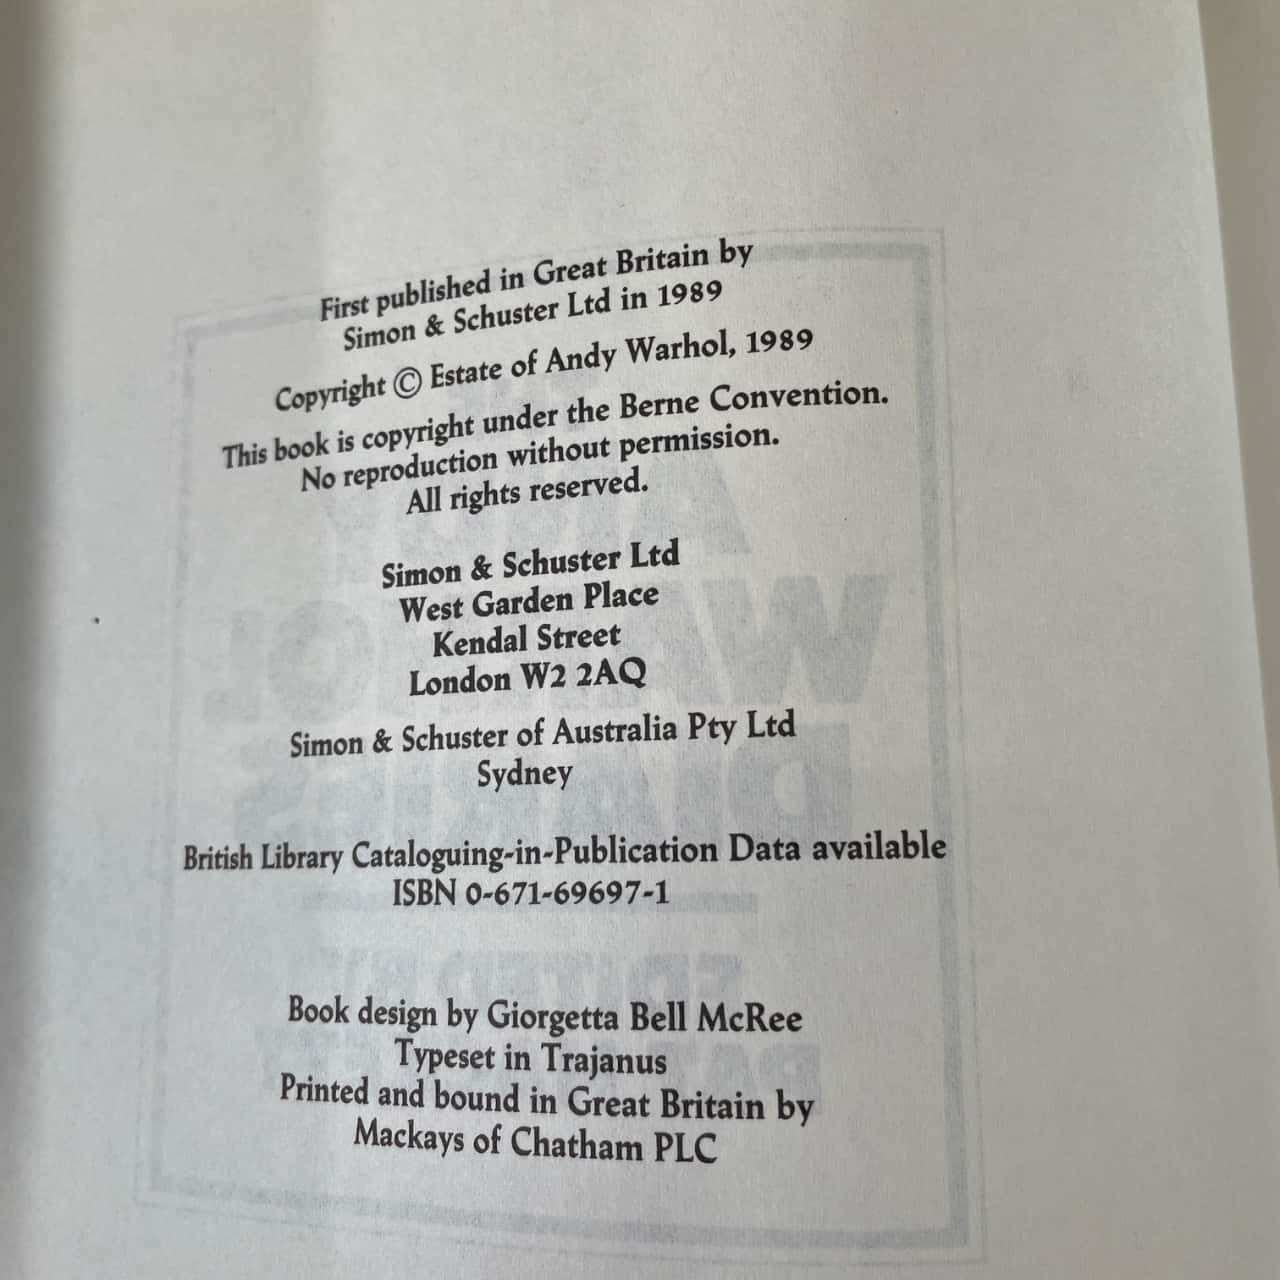 First published in Great Britain by
Simon & Schuster Ltd in 1989
Copyright © Estate of Andy Warhol, 1989
This book is copyright under the Berne Convention.
No reproduction without permission.
All rights reserved.
Simon & Schuster Ltd
West Garden Place
Kendal Street
London W2 2AQ
Simon & Schuster of Australia Pty Ltd
Sydney
British Library Cataloguing-in-Publication Data available
ISBN 0-671-69697-1
Book design by Giorgetta Bell McRee
Typeset in Trajanus
Printed and bound in Great Britain by
Mackays of Chatham PLC